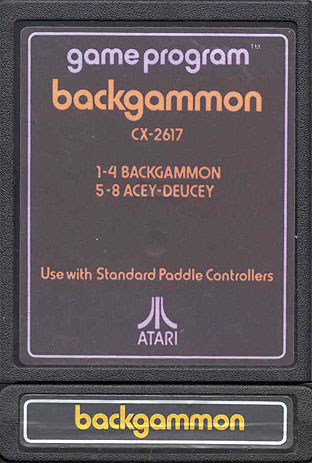 game program™
backgammon
CX-2617
1-4 BACKGAMMON
5-8 ACEY-DEUCEY
Use with Standard Paddle Controllers
ATARI
backgammon